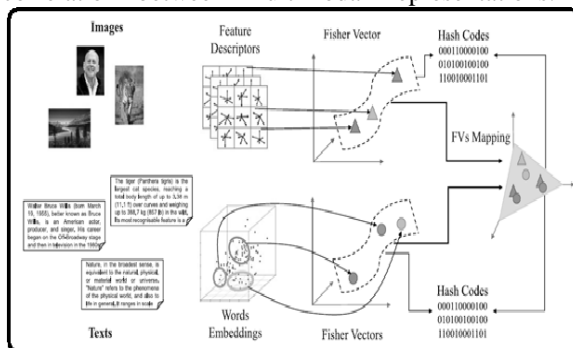 Images
Feature
Descriptors
Fisher Vector
Hash Codes
000110000100
010100100100
110010001101
FVs Mapping
The tiger (Panthera tigris) is the
largest cat species, reaching a
total body length of up to 3.38 m
(11.1 ft) over curves and weighing
up to 388.7 kg (857 lb) in the wild.
Its most recognisable feature is a
Walter Bruce Willis (born March
19, 1955), better known as Bruce
Willis, is an American actor,
producer, and singer. His career
began on the Off-Broadway stage
and then in television in the 1980s
Nature, in the broadest sense, is
equivalent to the natural, physical,
or material world or universe.
"Nature" refers to the phenomena
of the physical world, and also to
life in general. It ranges in scale
Texts
Words
Embeddings
Fisher Vectors
Hash Codes
000110000100
010100100100
110010001101